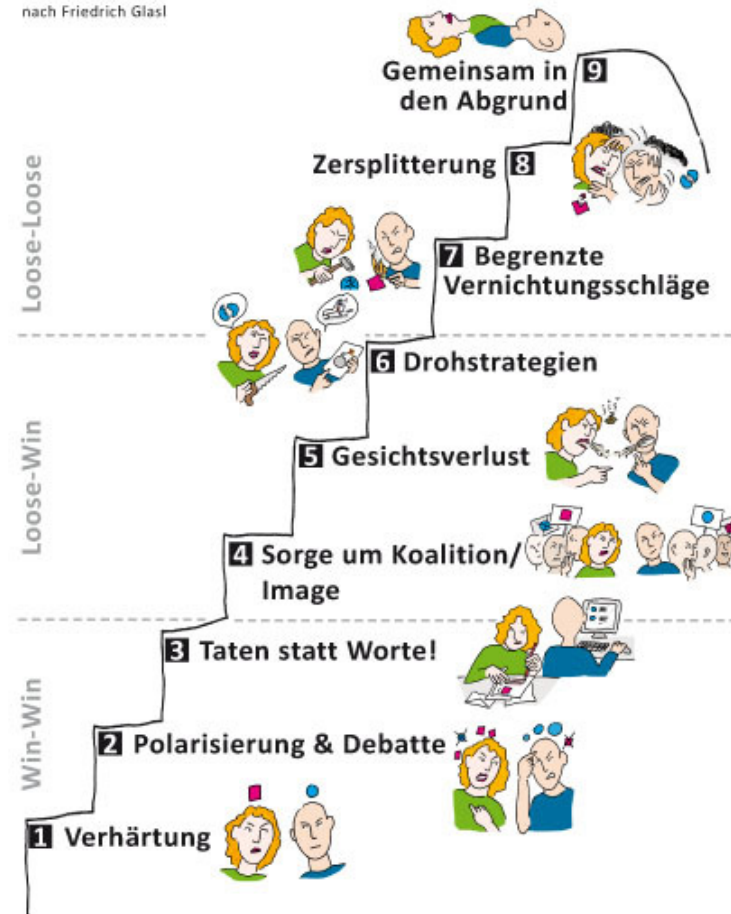 nach Friedrich Glasl
Gemeinsam in 9
den Abgrund
Zersplitterung 8
7 Begrenzte
Vernichtungsschläge
6 Drohstrategien
5 Gesichtsverlust
4 Sorge um Koalition/
Image
3 Taten statt Worte!
2 Polarisierung & Debatte
1 Verhärtung
Loose-Loose
Loose-Win
Win-Win